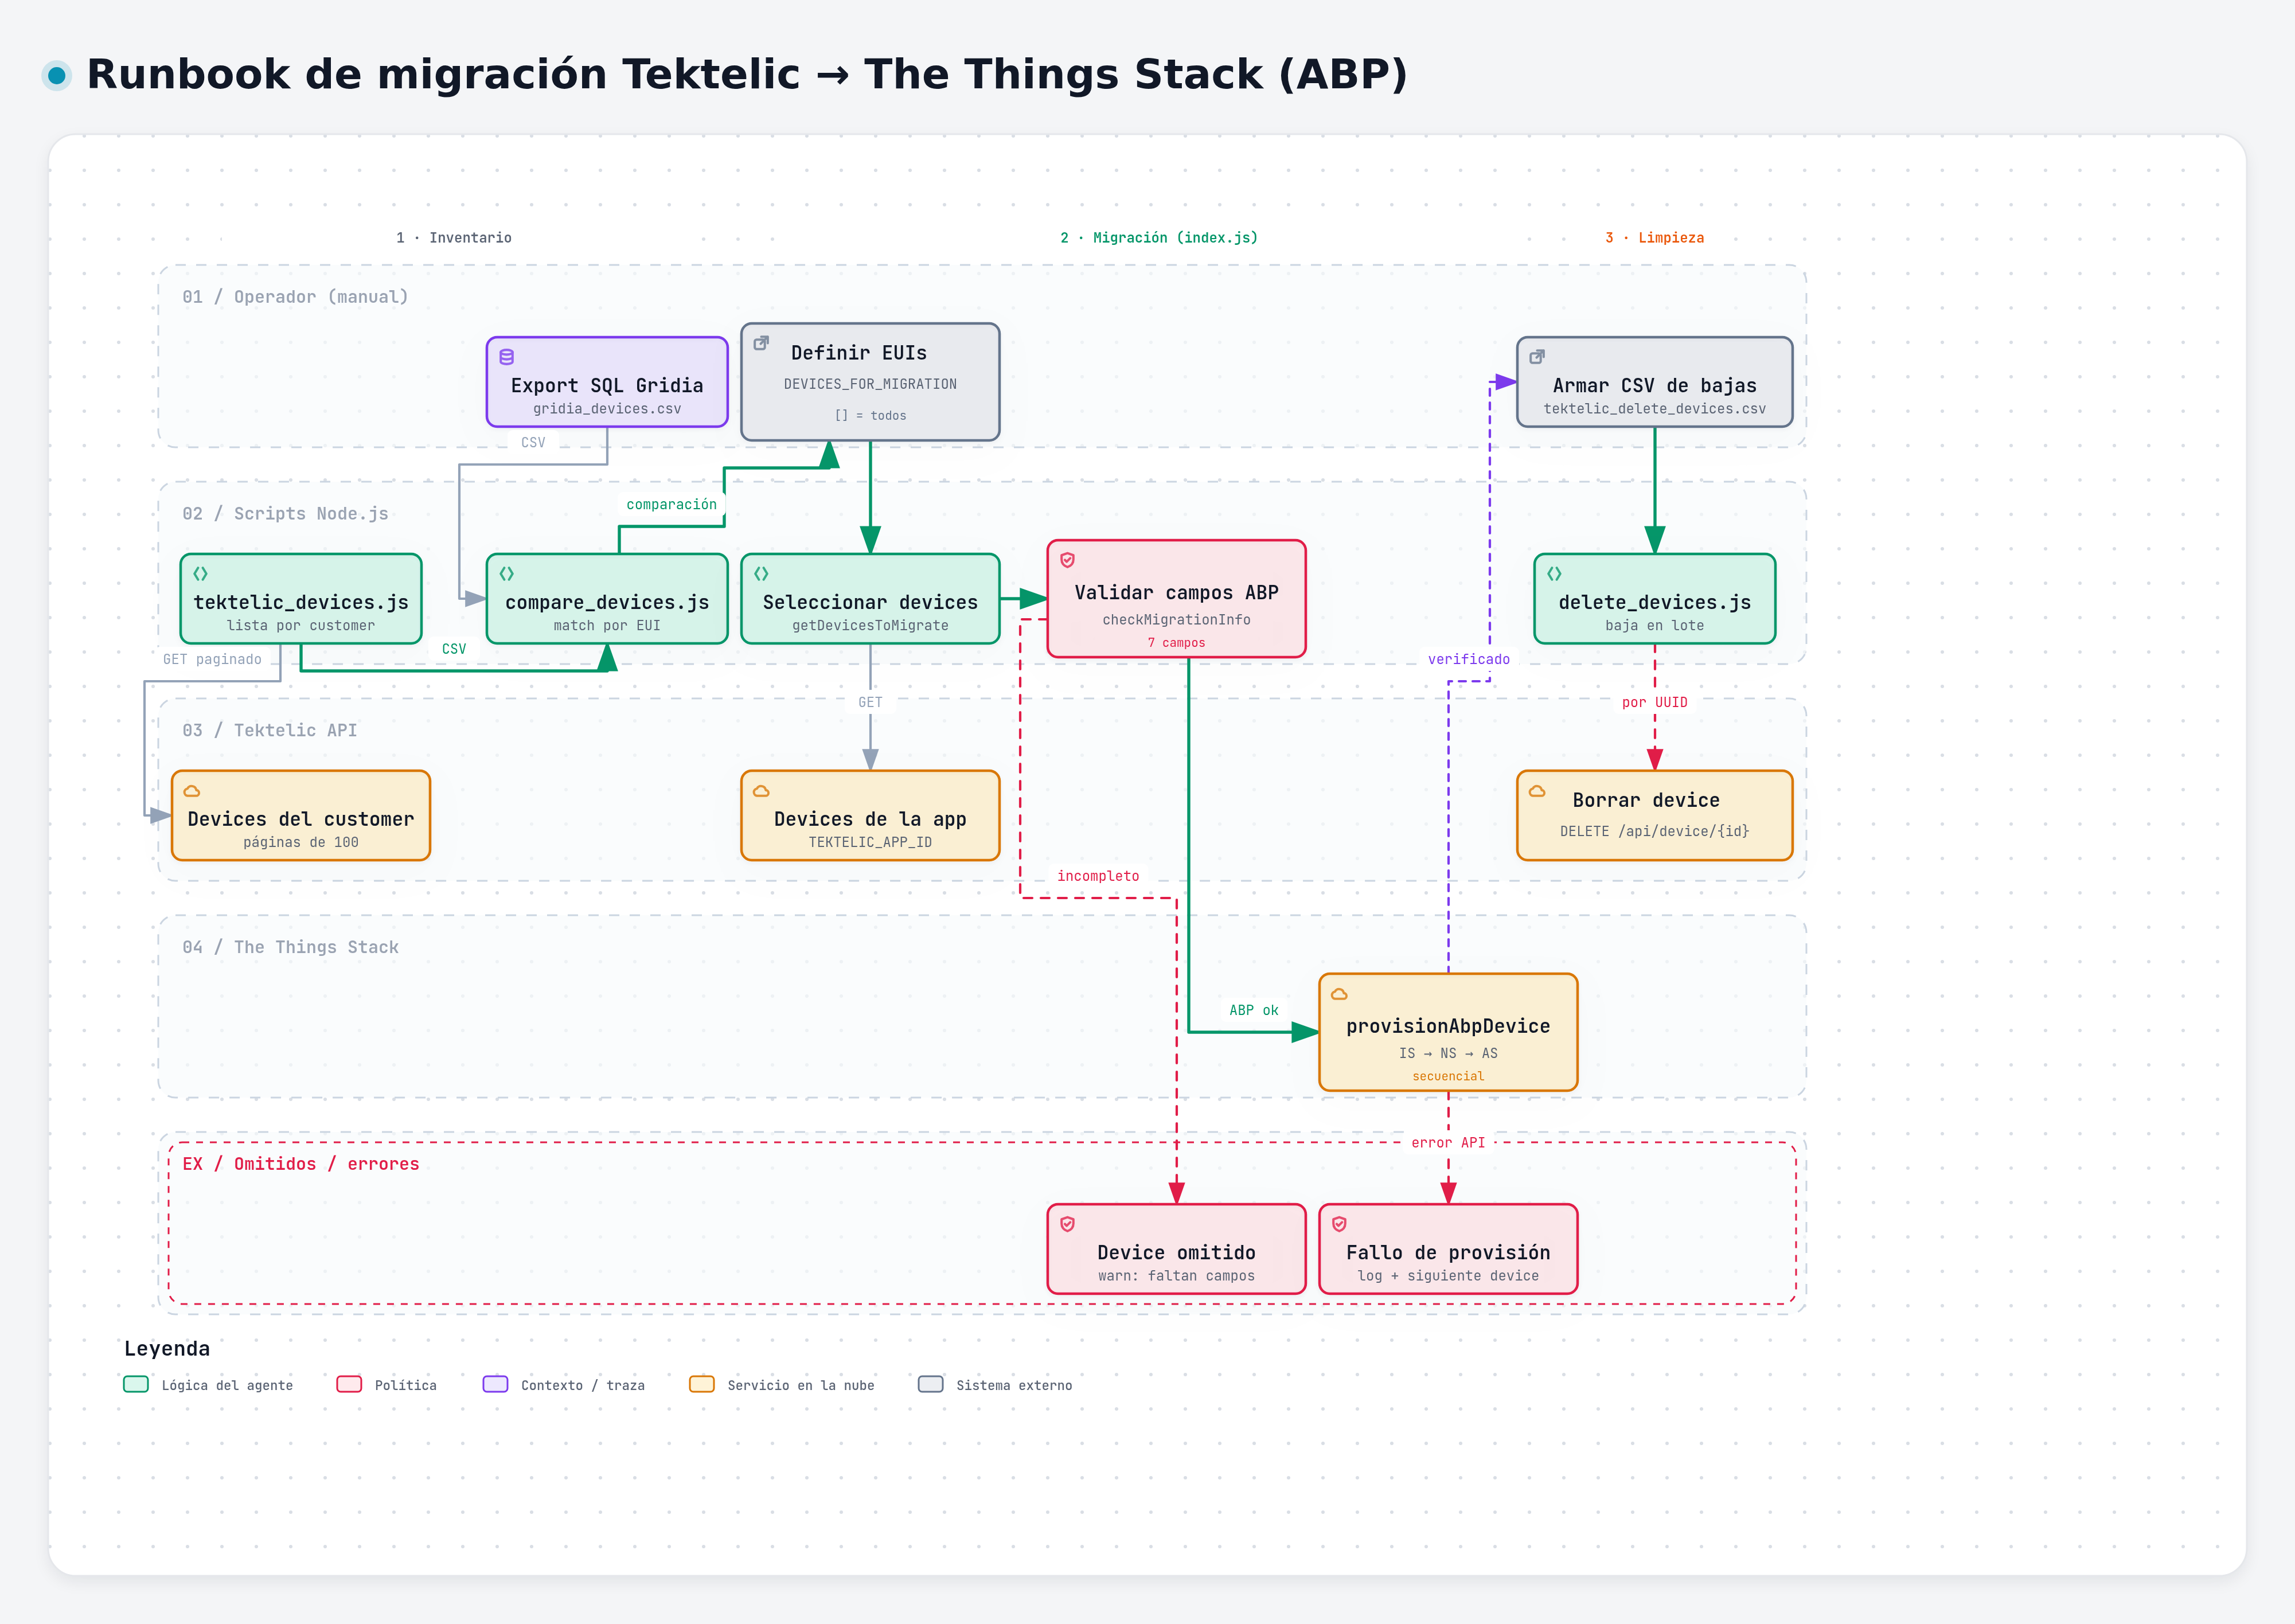 Runbook de migración Tektelic → The Things Stack (ABP)
1 · Inventario
2 · Migración (index.js)
3 · Limpieza
01 / Operador (manual)
Export SQL Gridia
gridia_devices.csv
Definir EUIs
DEVICES_FOR_MIGRATION
[] = todos
Armar CSV de bajas
tektelic_delete_devices.csv
CSV
comparación
02 / Scripts Node.js
tektelic_devices.js
lista por customer
compare_devices.js
match por EUI
Seleccionar devices
getDevicesToMigrate
Validar campos ABP
checkMigrationInfo
7 campos
delete_devices.js
baja en lote
GET paginado
CSV
verificado
GET
por UUID
03 / Tektelic API
Devices del customer
páginas de 100
Devices de la app
TEKTELIC_APP_ID
Borrar device
DELETE /api/device/{id}
incompleto
04 / The Things Stack
ABP ok
provisionAbpDevice
IS → NS → AS
secuencial
error API
EX / Omitidos / errores
Device omitido
warn: faltan campos
Fallo de provisión
log + siguiente device
Leyenda
Lógica del agente
Política
Contexto / traza
Servicio en la nube
Sistema externo